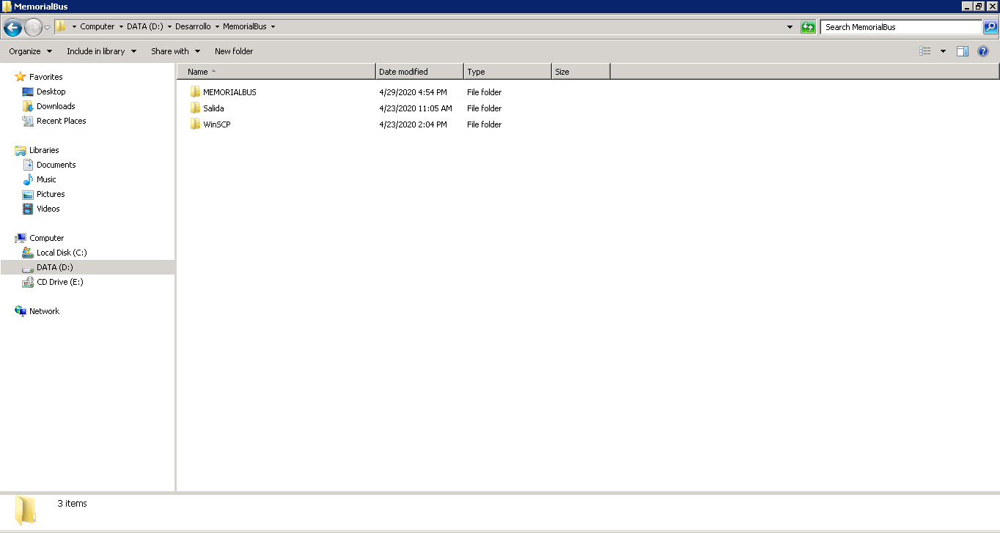 MemorialBus
Computer DATA (D:) Desarrollo MemorialBus Search MemorialBus
Organize Include in library Share with New folder
Favorites
Desktop
Downloads
Recent Places
Libraries
Documents
Music
Pictures
Videos
Computer
Local Disk (C:)
DATA (D:)
CD Drive (E:)
Network
Name Date modified Type Size
MEMORIALBUS 4/29/2020 4:54 PM File folder
Salida 4/23/2020 11:05 AM File folder
WinSCP 4/23/2020 2:04 PM File folder
3 items